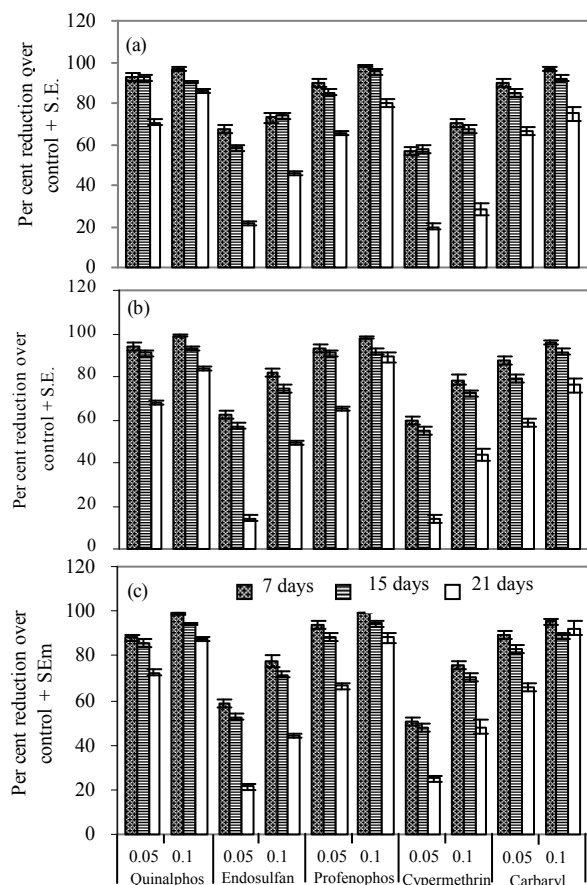 (a)
120
100
80
60
40
20
0
Per cent reduction over
control + S.E.
(b)
120
100
80
60
40
20
0
Per cent reduction over
control + S.E.
(c)
7 days 15 days 21 days
120
100
80
60
40
20
0
Per cent reduction over
control + SEm
0.05 0.1 0.05 0.1 0.05 0.1 0.05 0.1 0.05 0.1
Quinalphos Endosulfan Profenophos Cypermethrin Carbaryl